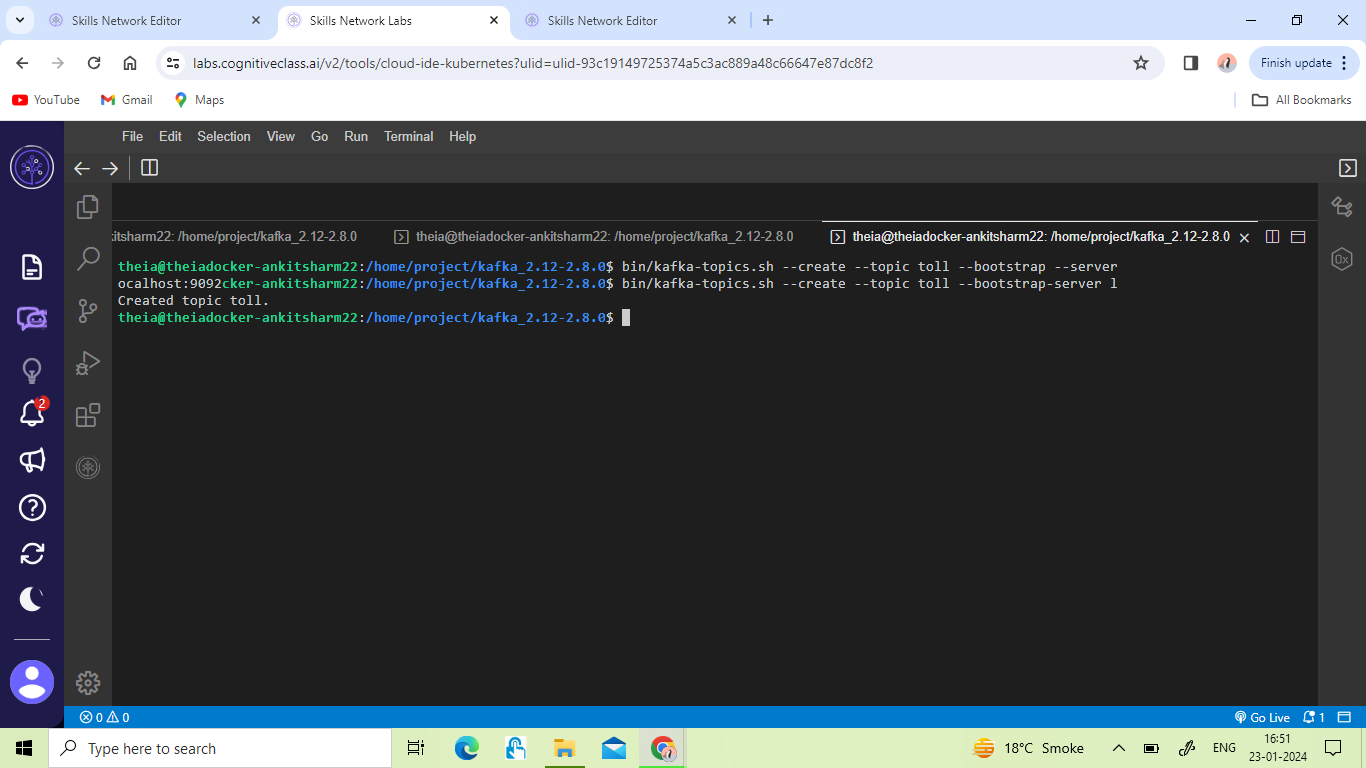 Skills Network Editor
Skills Network Labs
Skills Network Editor
labs.cognitiveclass.ai/v2/tools/cloud-ide-kubernetes?ulid=ulid-93c19149725374a5c3ac889a48c66647e87dc8f2
Finish update
YouTube
Gmail
Maps
All Bookmarks
File Edit Selection View Go Run Terminal Help
kitsharm22: /home/project/kafka_2.12-2.8.0
theia@theiadocker-ankitsharm22: /home/project/kafka_2.12-2.8.0
theia@theiadocker-ankitsharm22: /home/project/kafka_2.12-2.8.0
theia@theiadocker-ankitsharm22:/home/project/kafka_2.12-2.8.0$ bin/kafka-topics.sh --create --topic toll --bootstrap --server
ocalhost:9092cker-ankitsharm22:/home/project/kafka_2.12-2.8.0$ bin/kafka-topics.sh --create --topic toll --bootstrap-server l
Created topic toll.
theia@theiadocker-ankitsharm22:/home/project/kafka_2.12-2.8.0$
2
0x
0 0
Go Live 1
Type here to search
18°C Smoke
ENG
16:51
23-01-2024